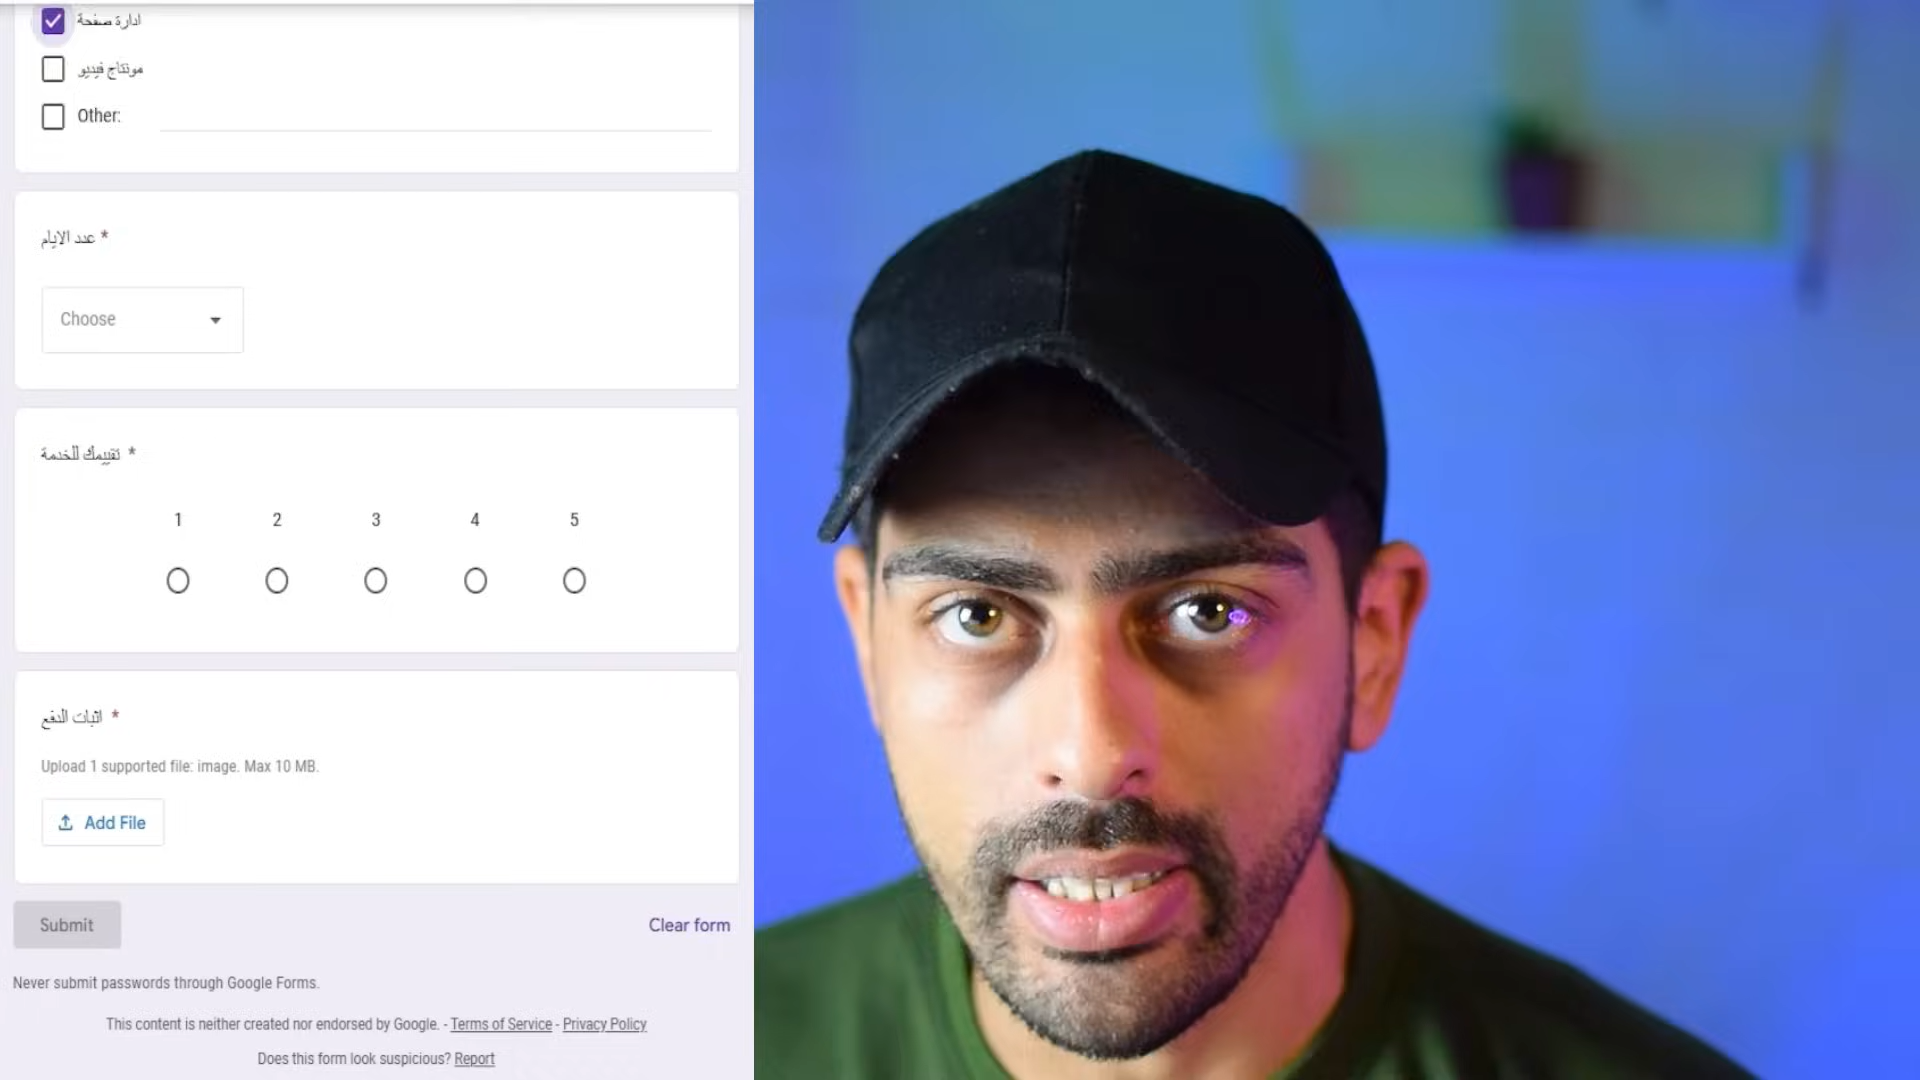 ادارة صفحة
مونتاج فيديو
Other:
عدد الايام *
Choose
تقييمك للخدمة *
1 2 3 4 5
اثبات الدفع *
Upload 1 supported file: image. Max 10 MB.
Add File
Submit
Clear form
Never submit passwords through Google Forms.
This content is neither created nor endorsed by Google. - Terms of Service - Privacy Policy
Does this form look suspicious? Report